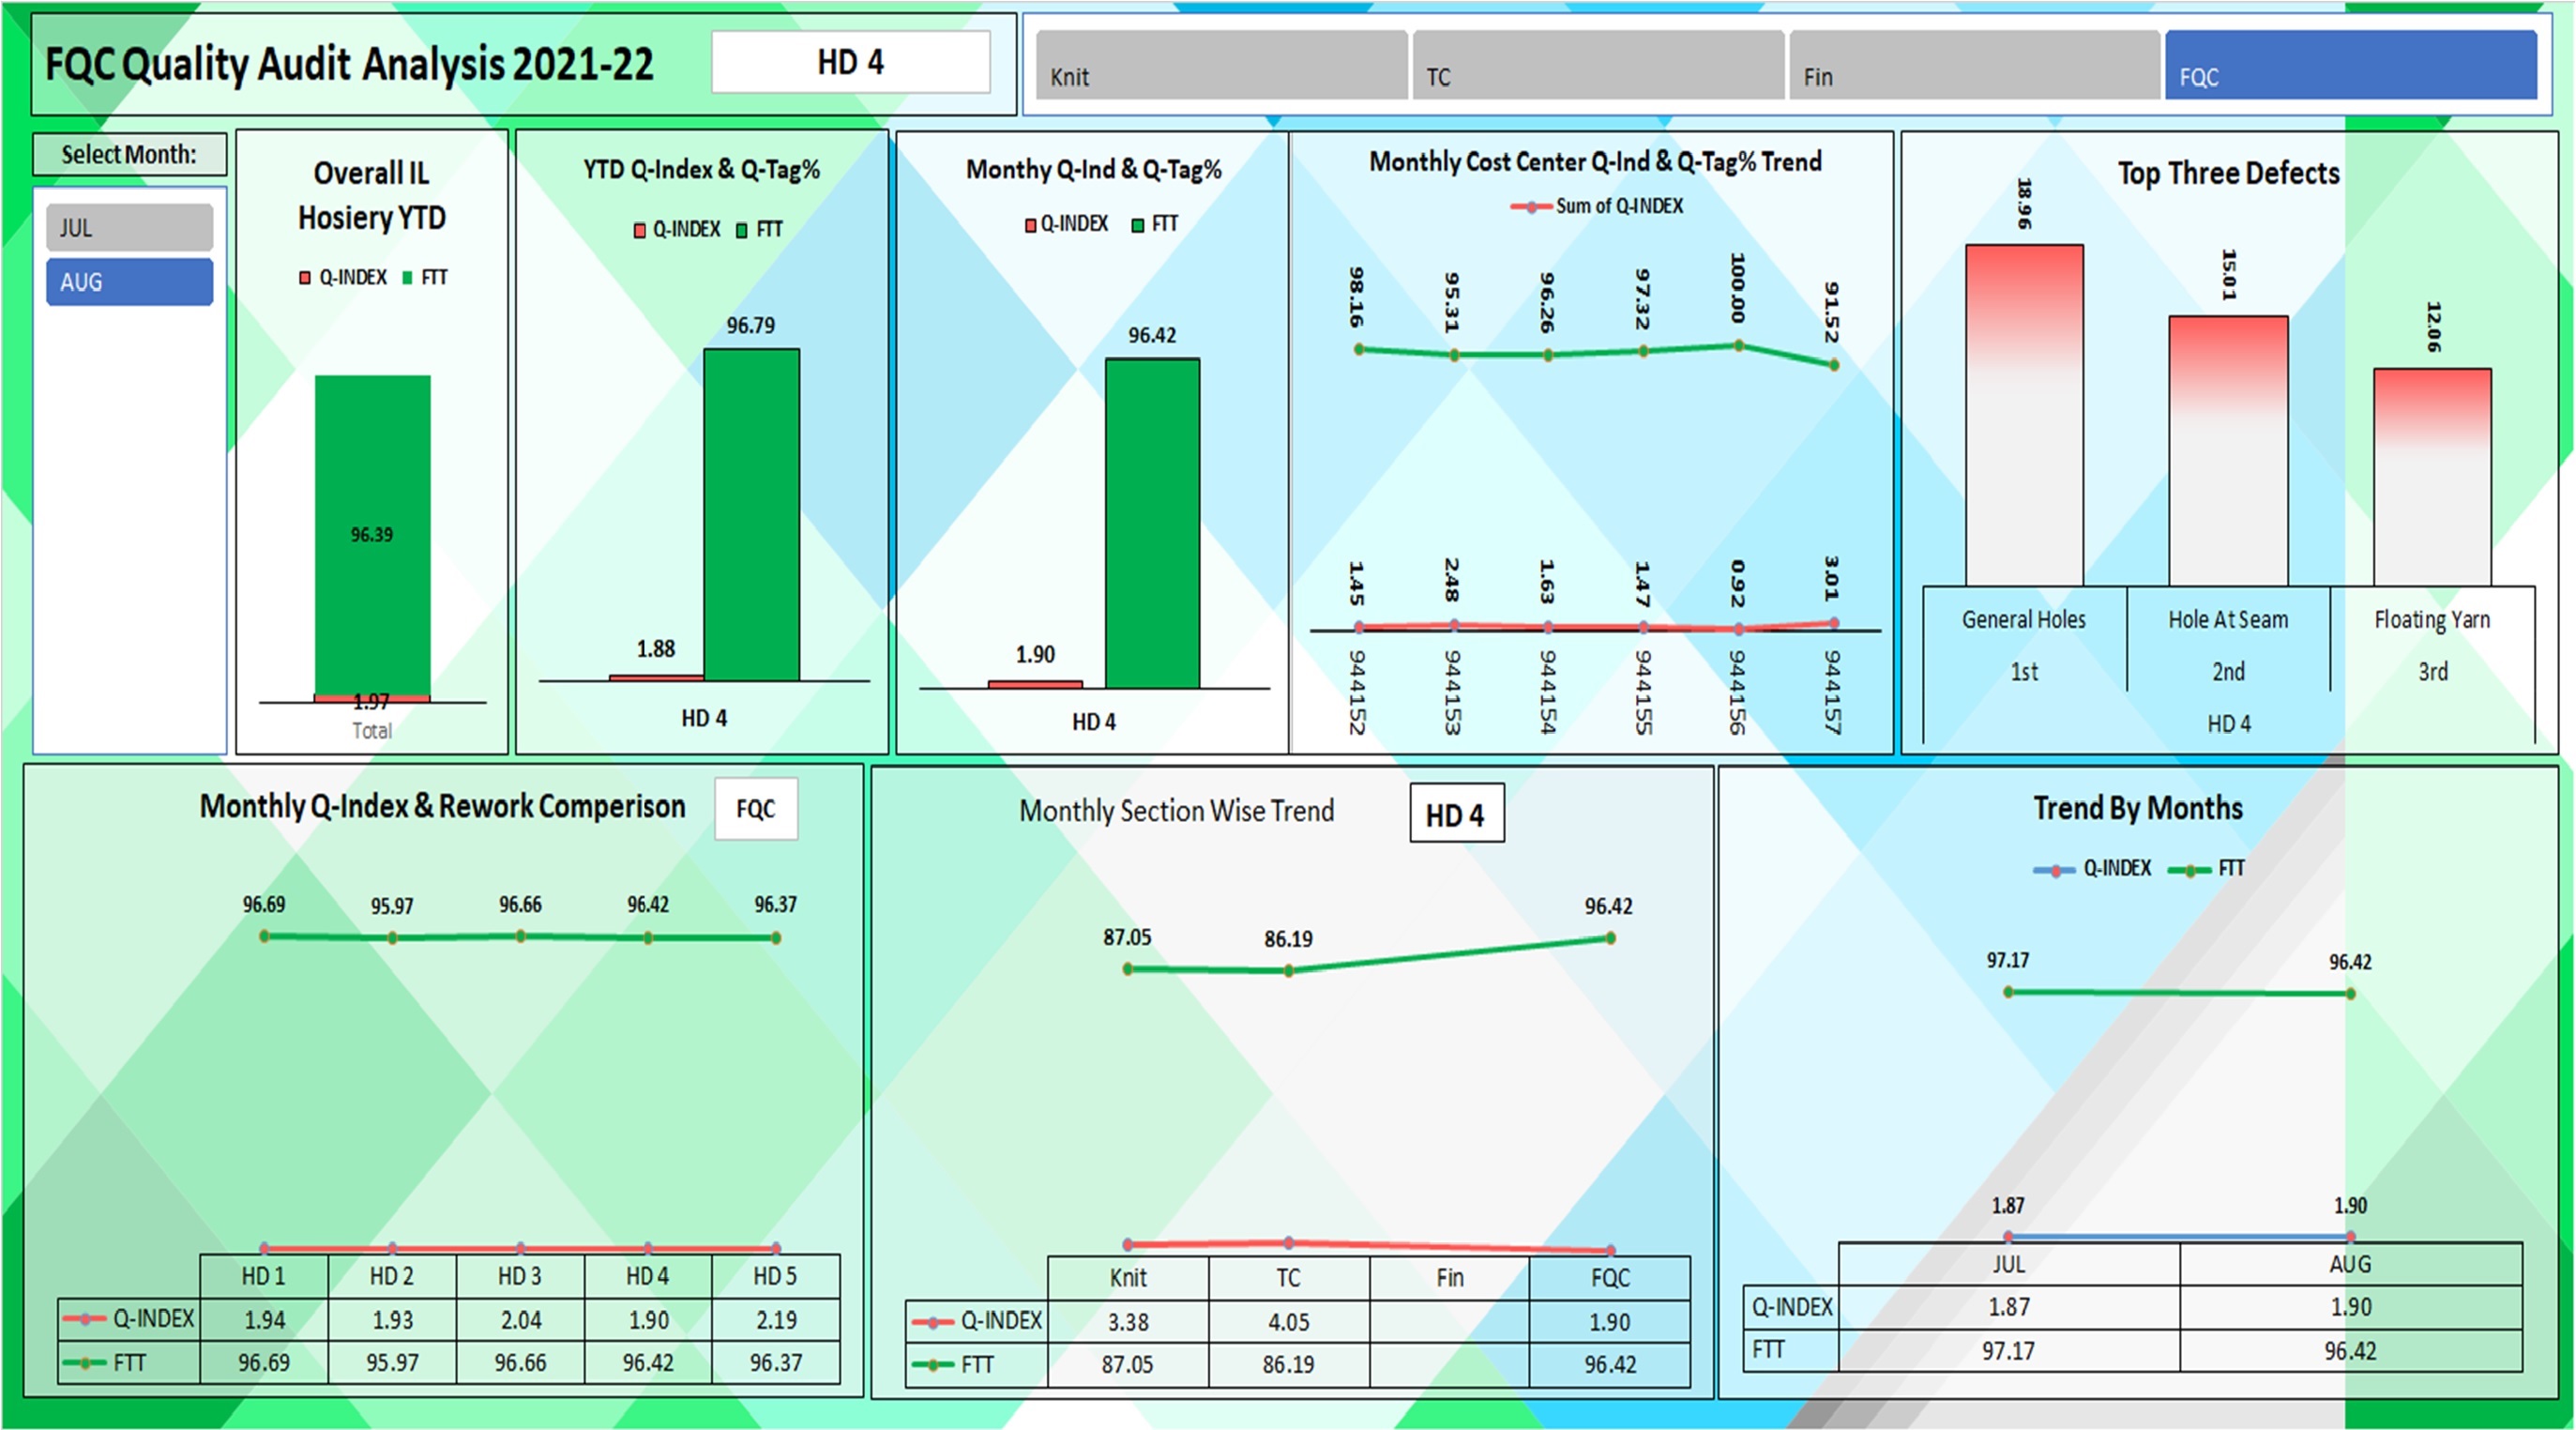 FQC Quality Audit Analysis 2021-22
HD 4
Knit
TC
Fin
FQC
Select Month:
JUL
AUG
Overall IL
Hosiery YTD
Q-INDEX FTT
96.39
1.97
Total
YTD Q-Index & Q-Tag%
Q-INDEX FTT
96.79
1.88
HD 4
Monthy Q-Ind & Q-Tag%
Q-INDEX FTT
96.42
1.90
HD 4
Monthly Cost Center Q-Ind & Q-Tag% Trend
Sum of Q-INDEX
98.16 95.31 96.26 97.32 100.00 91.52
1.45 2.48 1.63 1.47 0.92 3.01
944152 944153 944154 944155 944156 944157
Top Three Defects
18.96 15.01 12.06
General Holes Hole At Seam Floating Yarn
1st 2nd 3rd
HD 4
Monthly Q-Index & Rework Comperison
FQC
96.69 95.97 96.66 96.42 96.37
HD 1 HD 2 HD 3 HD 4 HD 5
Q-INDEX 1.94 1.93 2.04 1.90 2.19
FTT 96.69 95.97 96.66 96.42 96.37
Monthly Section Wise Trend
HD 4
87.05 86.19 96.42
Knit TC Fin FQC
Q-INDEX 3.38 4.05 1.90
FTT 87.05 86.19 96.42
Trend By Months
Q-INDEX FTT
97.17 96.42
1.87 1.90
JUL AUG
Q-INDEX 1.87 1.90
FTT 97.17 96.42